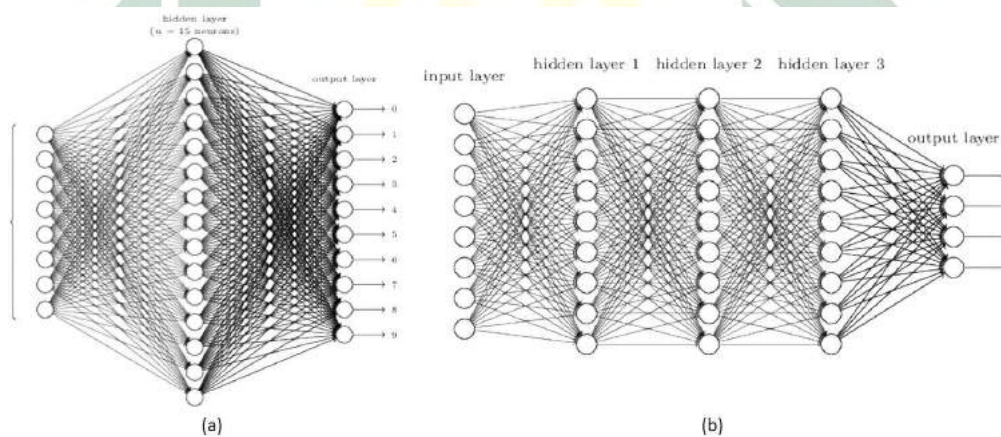 hidden layer
(n = 15 neurons)
output layer
0
1
2
3
4
5
6
7
8
9
(a)
input layer
hidden layer 1 hidden layer 2 hidden layer 3
output layer
(b)